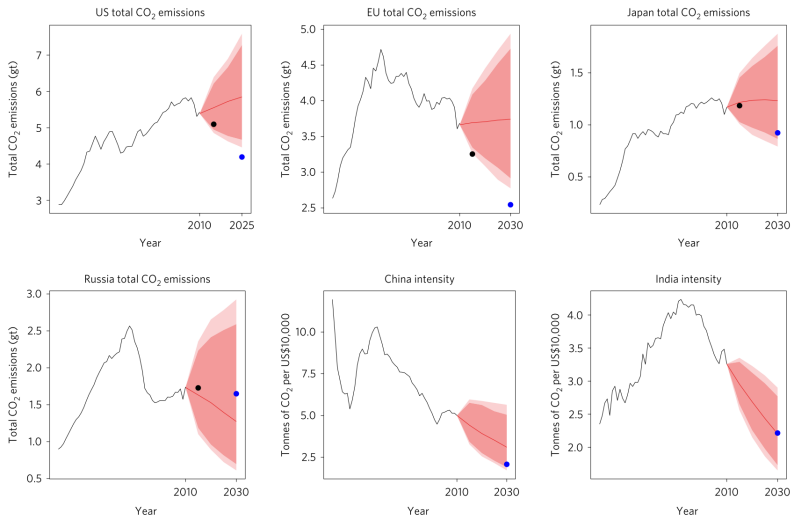 US total CO2 emissions
Total CO2 emissions (gt)
7
6
5
4
3
2010
2025
Year
EU total CO2 emissions
Total CO2 emissions (gt)
5.0
4.5
4.0
3.5
3.0
2.5
2010
2030
Year
Japan total CO2 emissions
Total CO2 emissions (gt)
1.5
1.0
0.5
2010
2030
Year
Russia total CO2 emissions
Total CO2 emissions (gt)
3.0
2.5
2.0
1.5
1.0
0.5
2010
2030
Year
China intensity
Tonnes of CO2 per US$10,000
10.0
7.5
5.0
2.5
2010
2030
Year
India intensity
Tonnes of CO2 per US$10,000
4.0
3.5
3.0
2.5
2.0
2010
2030
Year